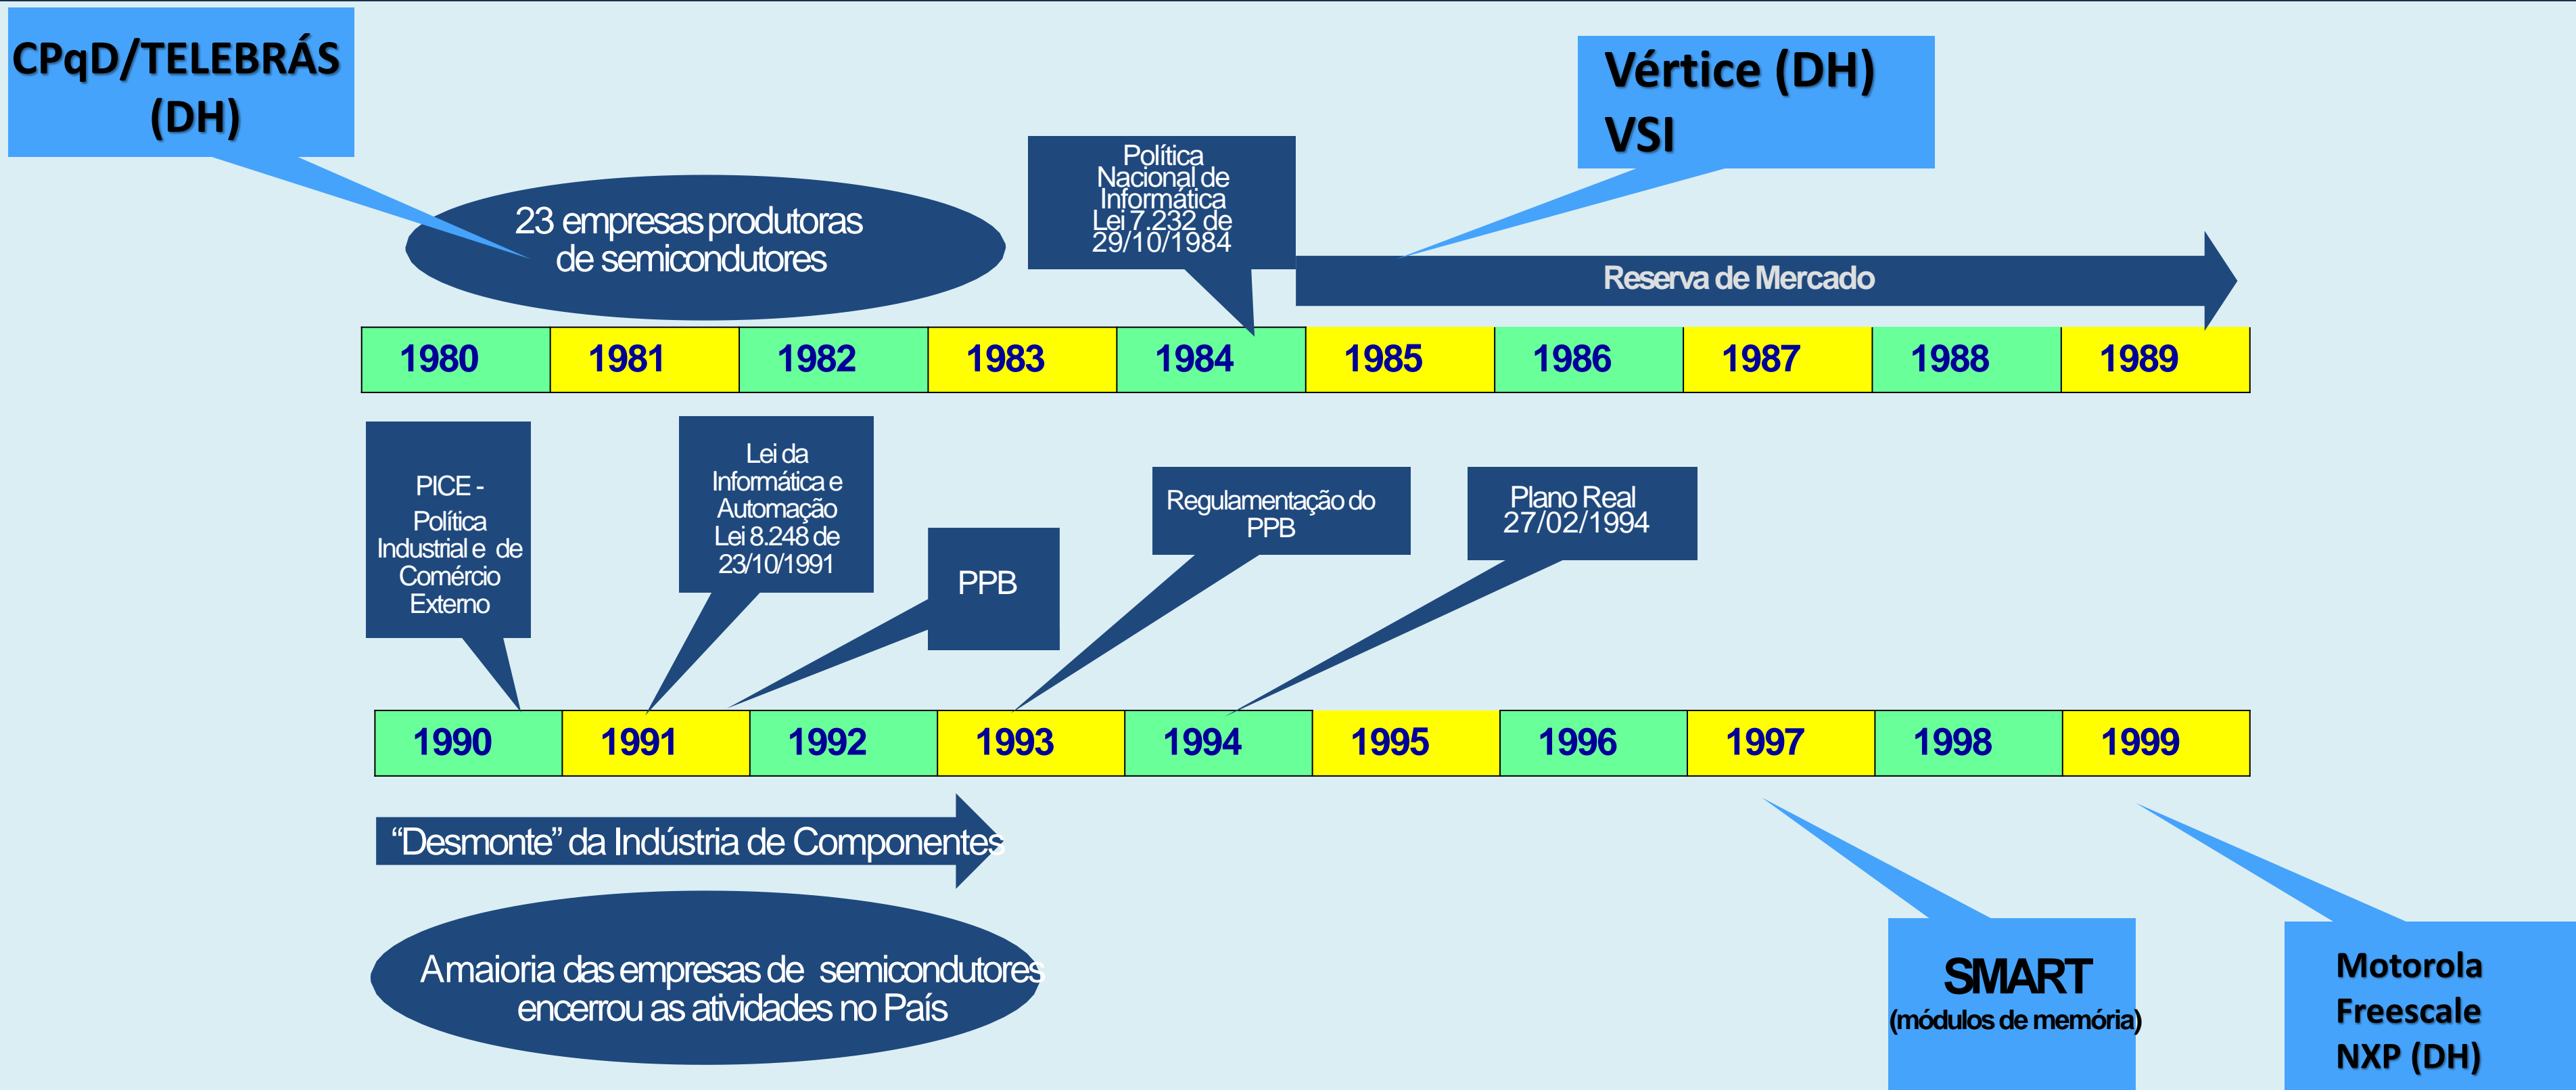 CPqD/TELEBRÁS
(DH)
Vértice (DH)
VSI
23 empresas produtoras
de semicondutores
Política
Nacional de
Informática
Lei 7.232 de
29/10/1984
Reserva de Mercado
1980 1981 1982 1983 1984 1985 1986 1987 1988 1989
PICE -
Política
Industrial e de
Comércio
Externo
Lei da
Informática e
Automação
Lei 8.248 de
23/10/1991
PPB
Regulamentação do
PPB
Plano Real
27/02/1994
1990 1991 1992 1993 1994 1995 1996 1997 1998 1999
“Desmonte” da Indústria de Componentes
A maioria das empresas de semicondutores
encerrou as atividades no País
SMART
(módulos de memória)
Motorola
Freescale
NXP (DH)